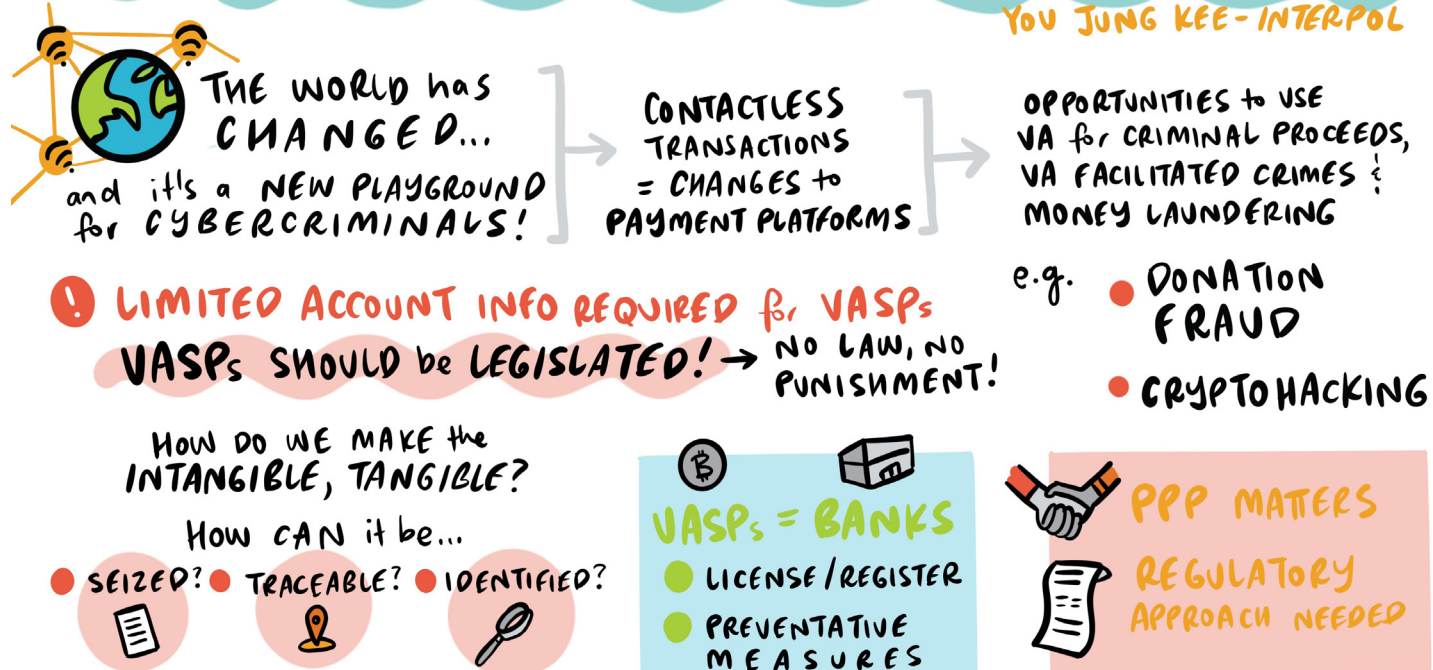 YOU JUNG KEE - INTERPOL
THE WORLD has
CHANGED...
and it's a NEW PLAYGROUND
for CYBERCRIMINALS!
CONTACTLESS
TRANSACTIONS
= CHANGES to
PAYMENT PLATFORMS
OPPORTUNITIES to USE
VA for CRIMINAL PROCEEDS,
VA FACILITATED CRIMES &
MONEY LAUNDERING
e.g.
DONATION
FRAUD
CRYPTO HACKING
! LIMITED ACCOUNT INFO REQUIRED for VASPs
VASPs SHOULD be LEGISLATED! → NO LAW, NO
PUNISHMENT!
HOW DO WE MAKE the
INTANGIBLE, TANGIBLE?
HOW CAN it be...
SEIZED? TRACEABLE? IDENTIFIED?
B
VASPs = BANKS
LICENSE/REGISTER
PREVENTATIVE
MEASURES
PPP MATTERS
REGULATORY
APPROACH NEEDED